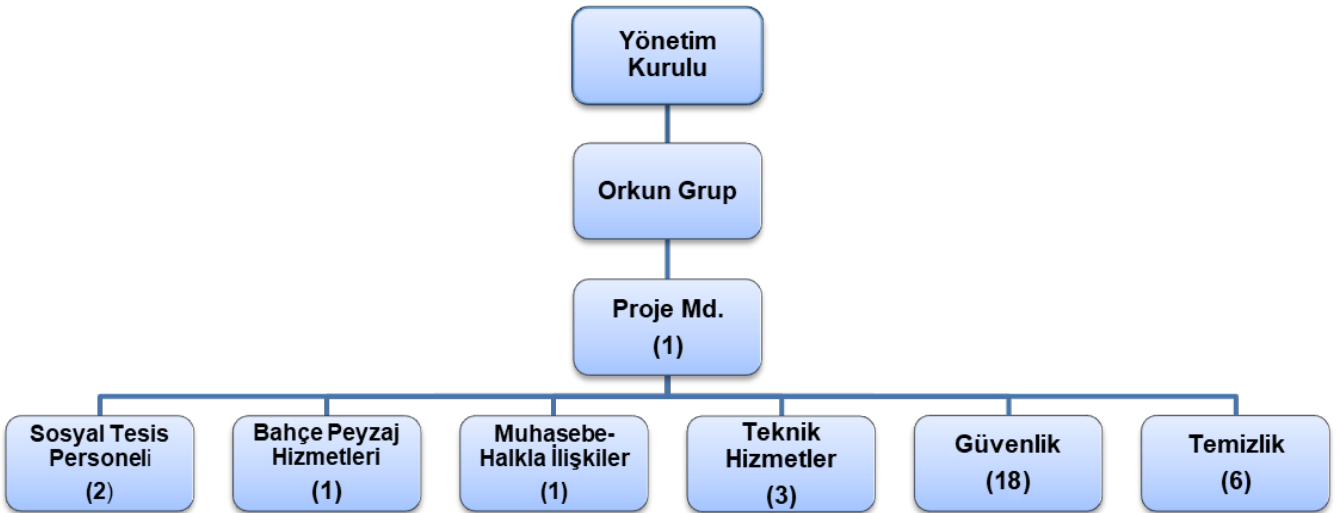 Yönetim
Kurulu
Orkun Grup
Proje Md.
(1)
Sosyal Tesis
Personeli
(2)
Bahçe Peyzaj
Hizmetleri
(1)
Muhasebe-
Halkla İlişkiler
(1)
Teknik
Hizmetler
(3)
Güvenlik
(18)
Temizlik
(6)